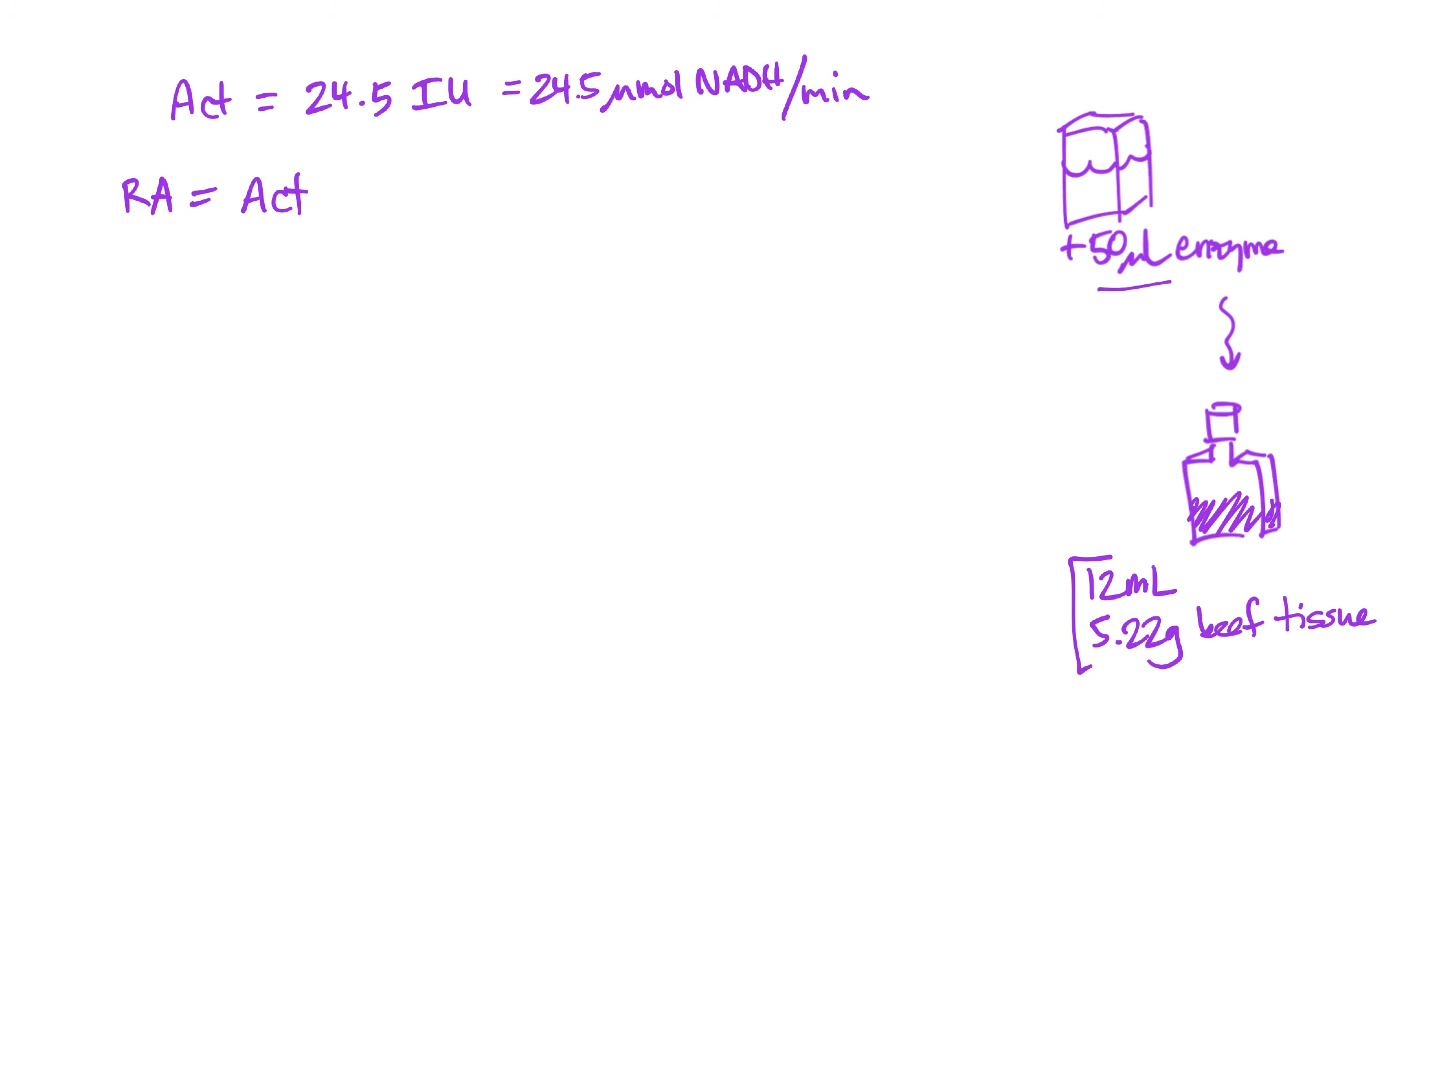 Act = 24.5 IU = 24.5 μmol NADH/min
RA = Act
+50μL enzyme
12mL
5.22g beef tissue